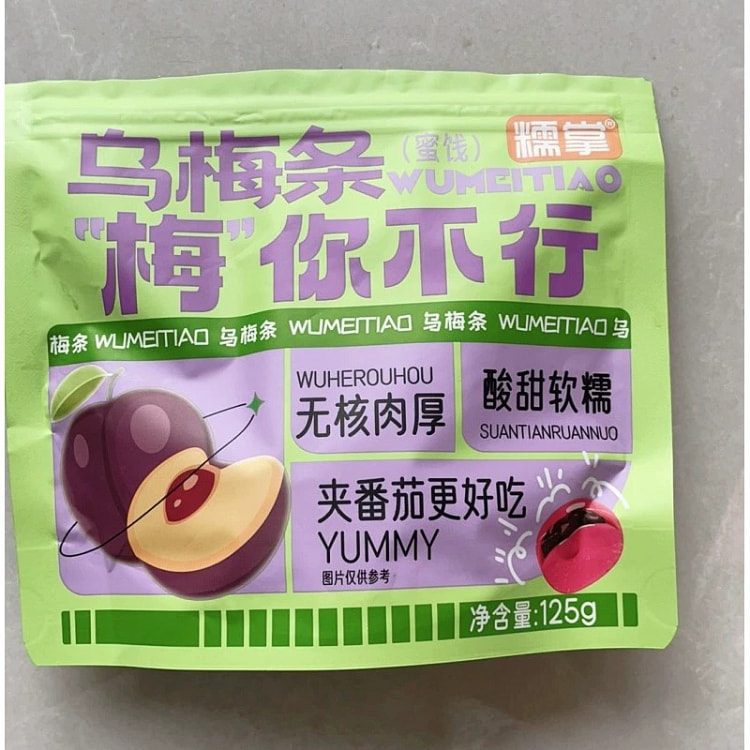 乌梅条
（蜜饯）
糯掌®
WUMEITIAO
“梅”你不行
梅条 WUMEITIAO 乌梅条 WUMEITIAO 乌梅条 WUMEITIAO 乌
WUHEROUHOU
无核肉厚
酸甜软糯
SUANTIANRUANNUO
夹番茄更好吃
YUMMY
图片仅供参考
净含量:125g